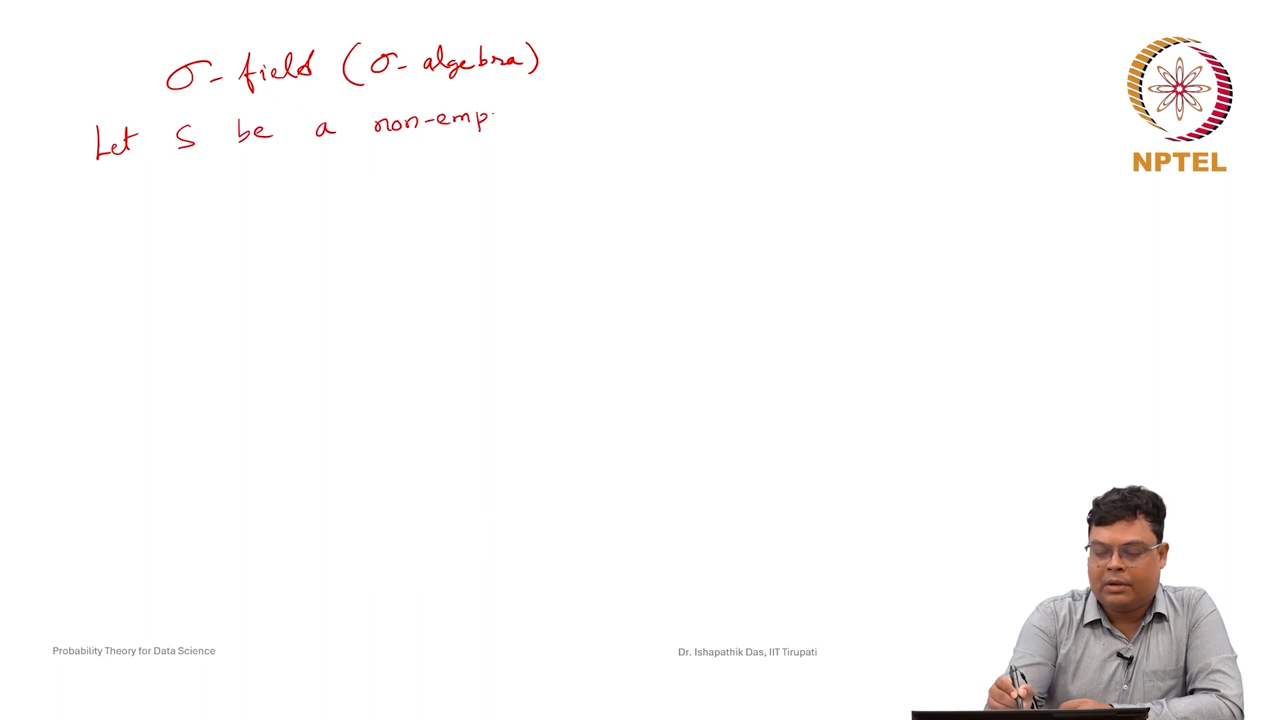 σ-field (σ-algebra)
Let S be a non-emp
NPTEL
Probability Theory for Data Science
Dr. Ishapathik Das, IIT Tirupati